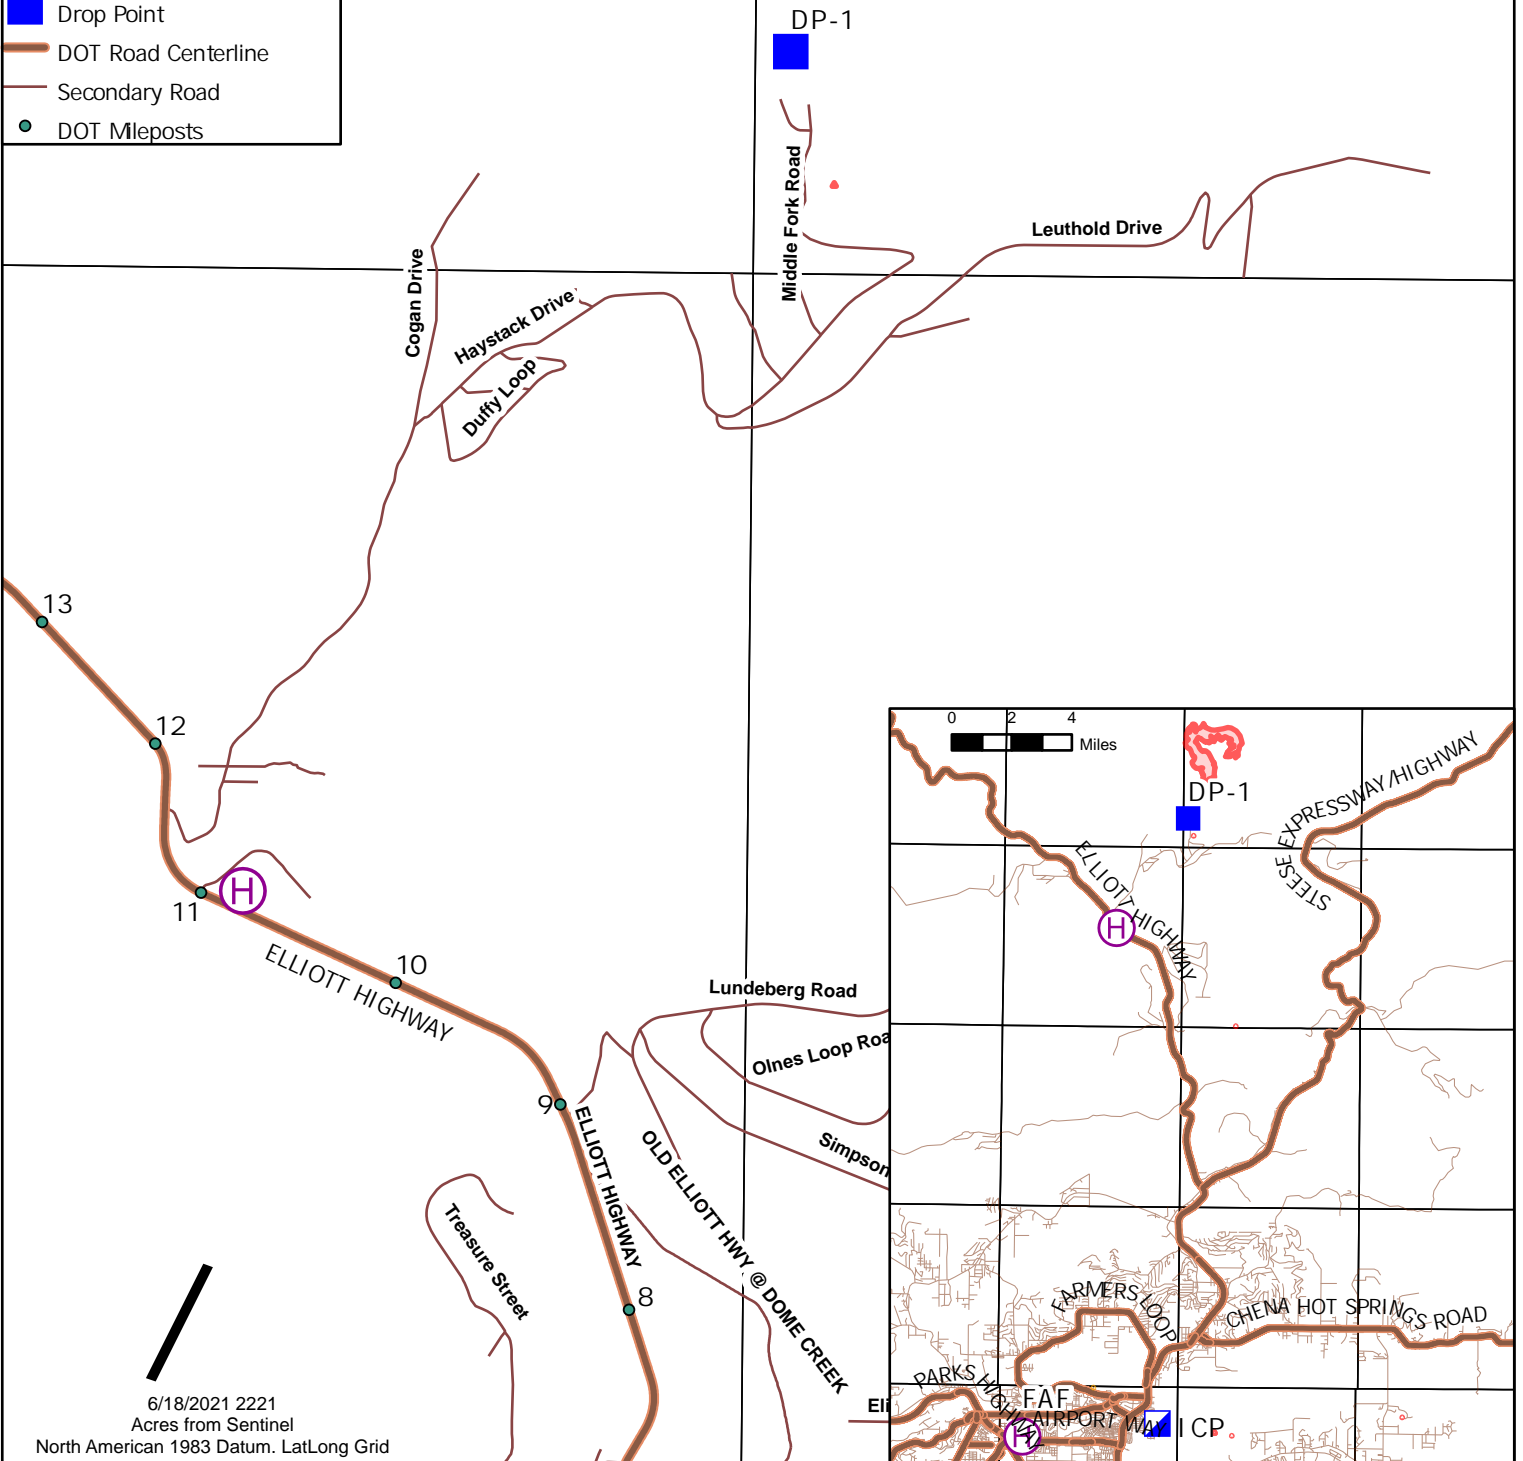 Drop Point
DOT Road Centerline
Secondary Road
DOT Mileposts
DP-1
Middle Fork Road
Leuthold Drive
Cogan Drive
Haystack Drive
Duffy Loop
13
12
11
H
10
ELLIOTT HIGHWAY
9
ELLIOTT HIGHWAY
8
Lundeberg Road
Olnes Loop Roa
Simpson
OLD ELLIOTT HWY @ DOME CREEK
Treasure Street
Eli
6/18/2021 2221
Acres from Sentinel
North American 1983 Datum. LatLong Grid
0 2 4
Miles
DP-1
STEESE EXPRESSWAY/HIGHWAY
ELLIOTT HIGHWAY
H
FARMERS LOOP
CHENA HOT SPRINGS ROAD
PARKS HIGHWAY
FAF
AIRPORT WAY
ICP
H